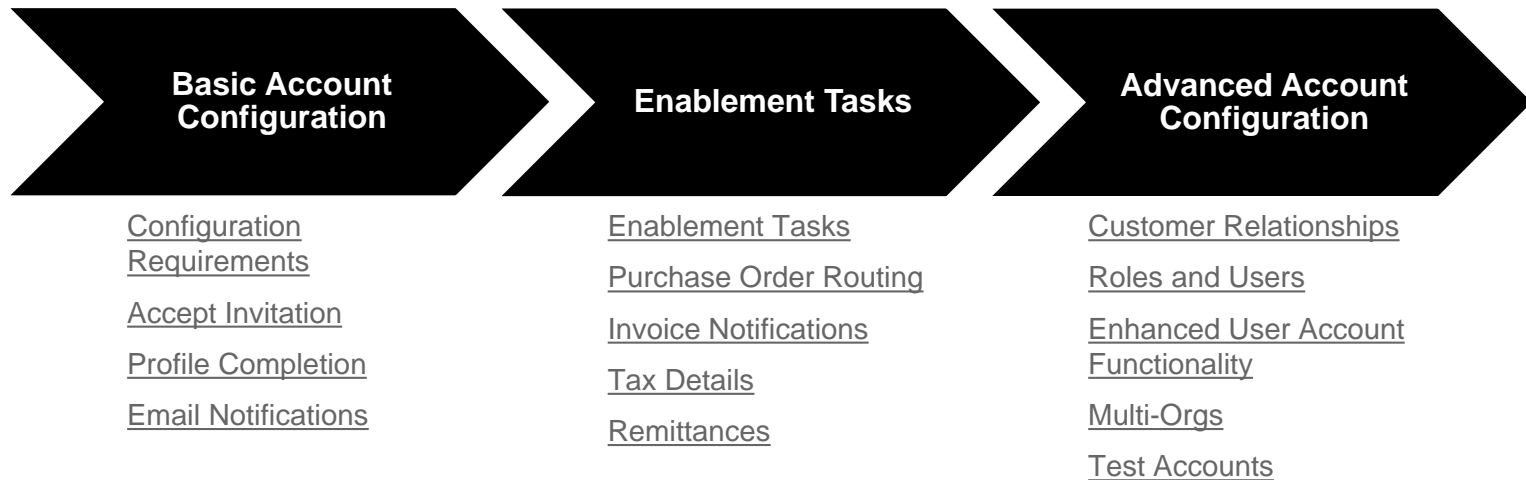 Basic Account
Configuration
Enablement Tasks
Advanced Account
Configuration
Configuration
Requirements
Accept Invitation
Profile Completion
Email Notifications
Enablement Tasks
Purchase Order Routing
Invoice Notifications
Tax Details
Remittances
Customer Relationships
Roles and Users
Enhanced User Account
Functionality
Multi-Orgs
Test Accounts